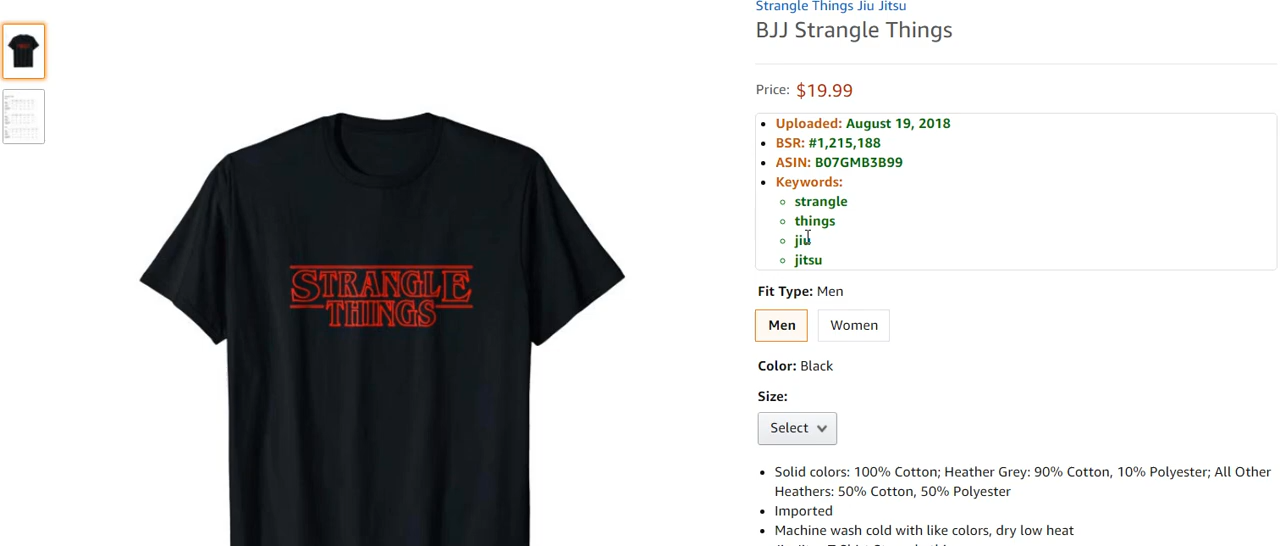 Strangle Things Jiu Jitsu
BJJ Strangle Things
Price: $19.99
Uploaded: August 19, 2018
BSR: #1,215,188
ASIN: B07GMB3B99
Keywords:
strangle
things
jiu
jitsu
Fit Type: Men
Men Women
Color: Black
Size:
Select
Solid colors: 100% Cotton; Heather Grey: 90% Cotton, 10% Polyester; All Other
Heathers: 50% Cotton, 50% Polyester
Imported
Machine wash cold with like colors, dry low heat
STRANGLE
THINGS